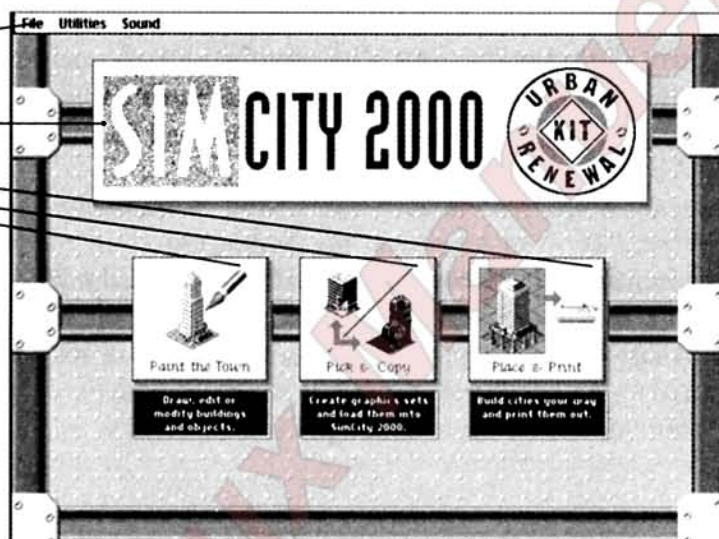 File Utilities Sound
SIMCITY 2000
URBAN
KIT
RENEWAL
Paint the Town
Pick & Copy
Place & Print
Draw, edit or
modify buildings
and objects.
Create graphics sets
and load them into
SimCity 2000.
Build cities your way
and print them out.